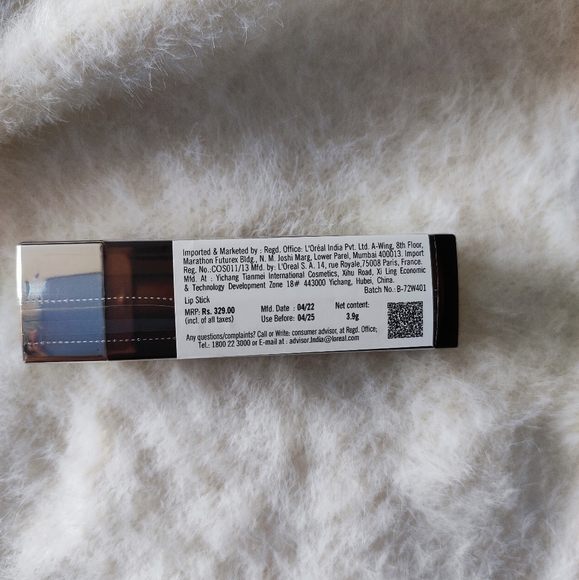 Imported & Marketed by : Regd. Office: L'Oréal India Pvt. Ltd. A-Wing, 8th Floor,
Marathon Futurex Bldg., N. M. Joshi Marg, Lower Parel, Mumbai 400013. Import
Reg. No.:COS011/13 Mfd. by: L'Oreal S. A. 14, rue Royale,75008 Paris, France.
Mfd. At : Yichang Tianmei International Cosmetics, Xihu Road, Xi Ling Economic
& Technology Development Zone 18# 443000 Yichang, Hubei, China.
Batch No.: B-72W401
Lip Stick
MRP: Rs. 329.00 Mfd. Date : 04/22 Net content:
(incl. of all taxes) Use Before: 04/25 3.9g
Any questions/complaints? Call or Write: consumer advisor, at Regd. Office;
Tel.: 1800 22 3000 or E-mail at : advisor.India@loreal.com